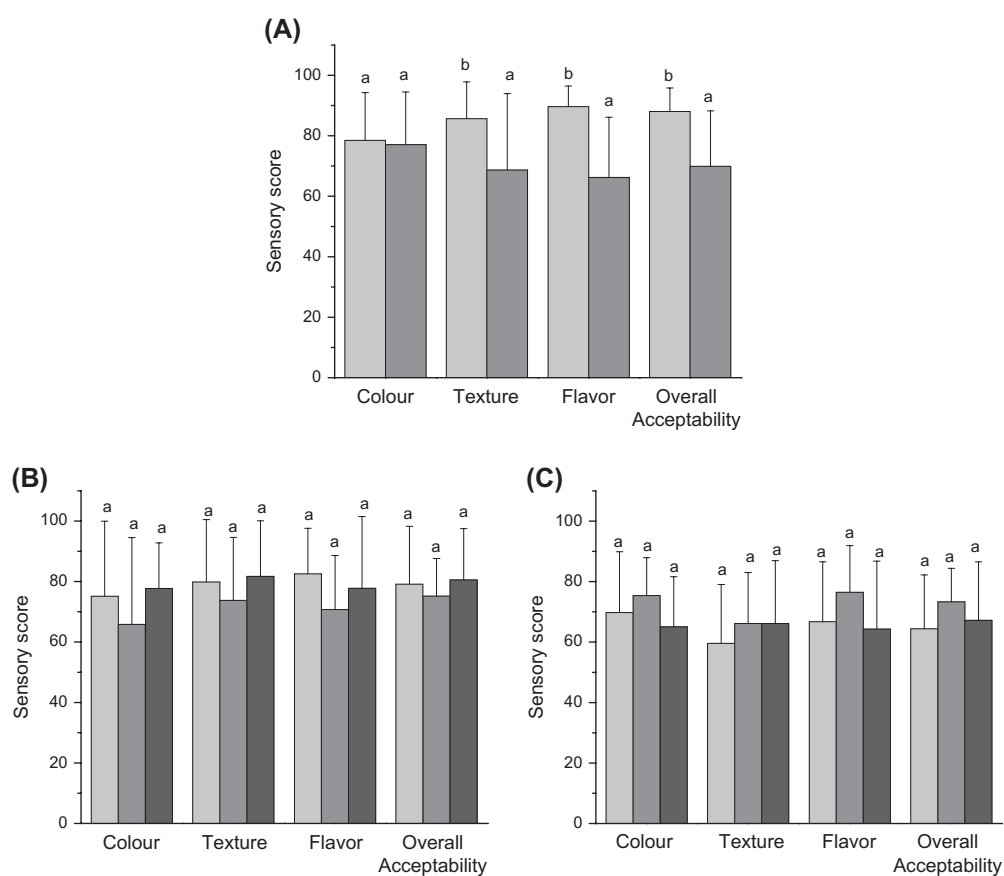 (A)
Sensory score
100
80
60
40
20
0
a a b a b a b a
Colour Texture Flavor Overall
Acceptability
(B)
Sensory score
100
80
60
40
20
0
a a a a a a a a a a a a
Colour Texture Flavor Overall
Acceptability
(C)
Sensory score
100
80
60
40
20
0
a a a a a a a a a a a a
Colour Texture Flavor Overall
Acceptability